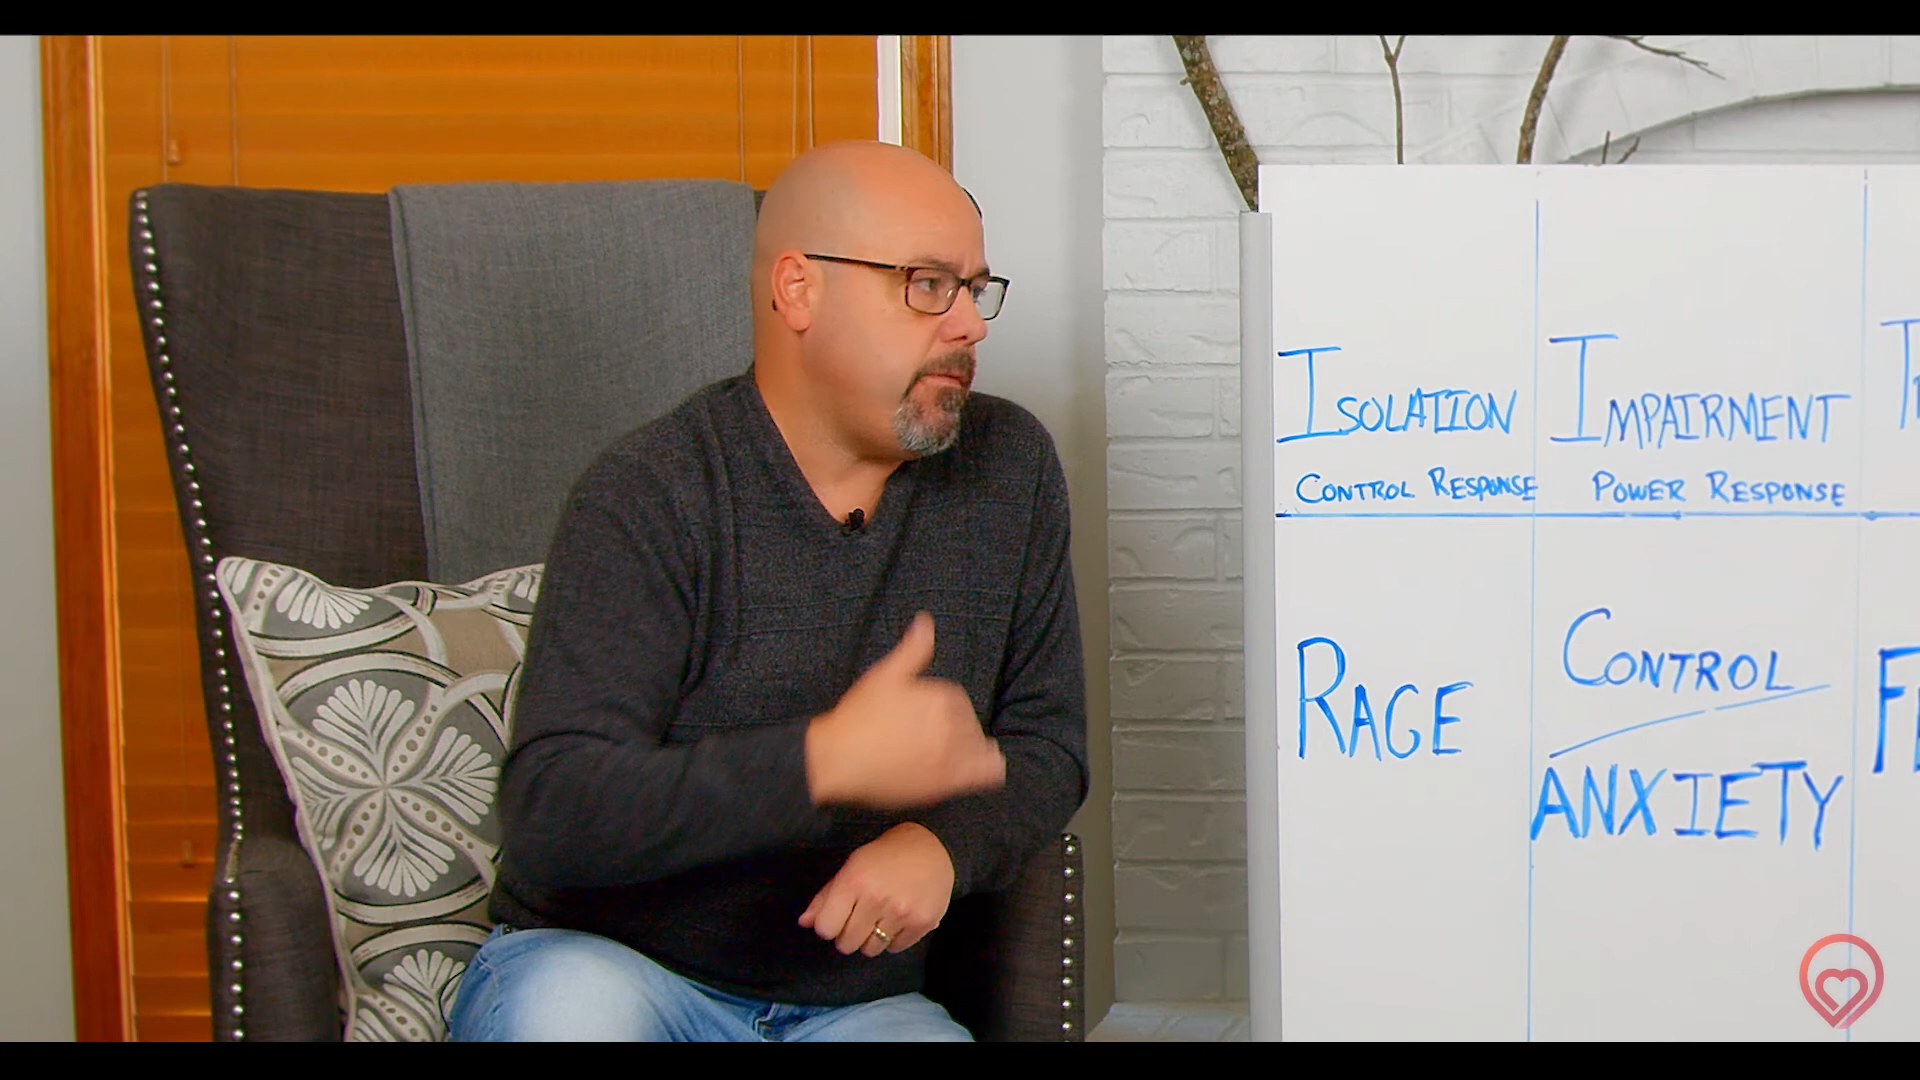 ISOLATION
CONTROL RESPONSE
IMPAIRMENT
POWER RESPONSE
RAGE
CONTROL
ANXIETY